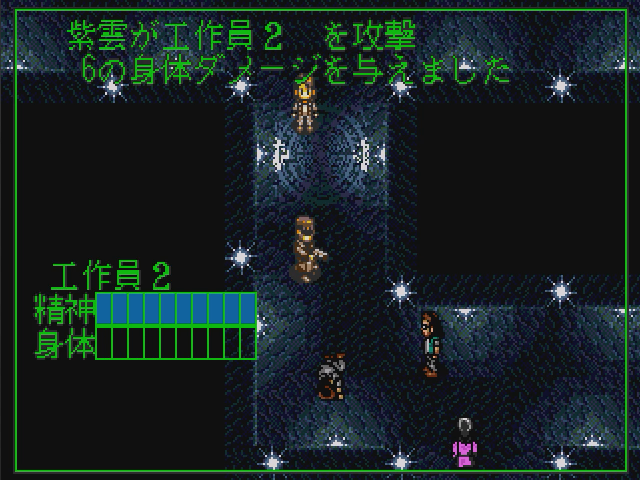 紫雲が工作員２　を攻撃
6の身体ダメージを与えました
工作員２
精神
身体